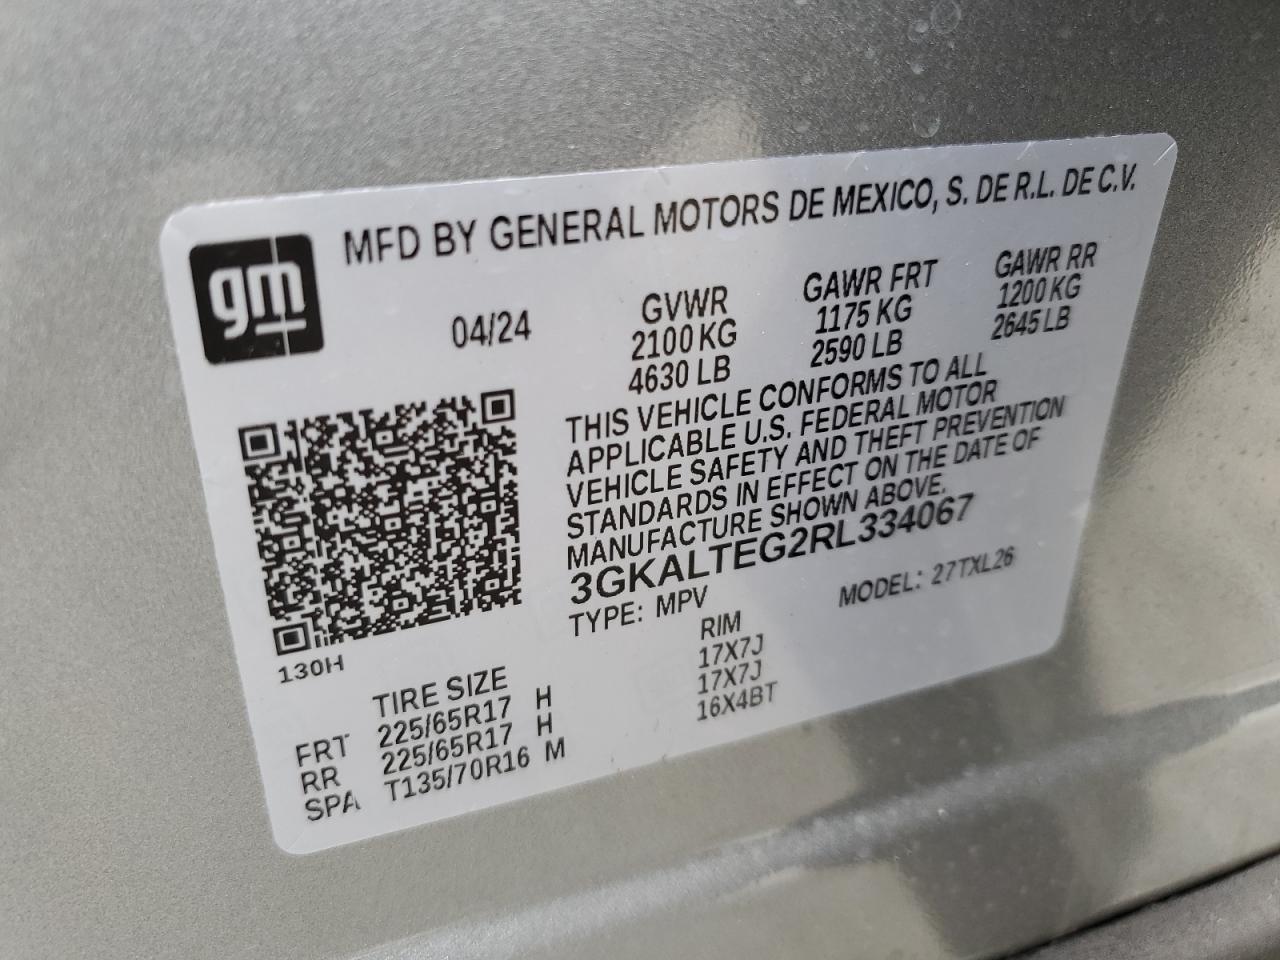 gm
MFD BY GENERAL MOTORS DE MEXICO, S. DE R.L. DE C.V.
04/24
GVWR GAWR FRT GAWR RR
2100 KG 1175 KG 1200 KG
4630 LB 2590 LB 2645 LB
THIS VEHICLE CONFORMS TO ALL
APPLICABLE U.S. FEDERAL MOTOR
VEHICLE SAFETY AND THEFT PREVENTION
STANDARDS IN EFFECT ON THE DATE OF
MANUFACTURE SHOWN ABOVE.
3GKALTEG2RL334067
TYPE: MPV MODEL: 27TXL26
130H
TIRE SIZE RIM
FRT 225/65R17 H 17X7J
RR 225/65R17 H 17X7J
SPA T135/70R16 M 16X4BT